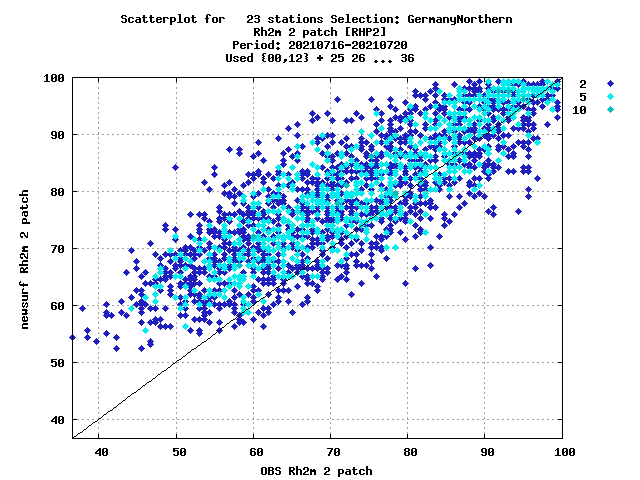 Scatterplot for   23 stations Selection: GermanyNorthern
Rh2m 2 patch [RHP2]
Period: 20210716-20210720
Used {00,12} + 25 26 ... 36
2
5
10
newsurf Rh2m 2 patch
100
90
80
70
60
50
40
40 50 60 70 80 90 100
OBS Rh2m 2 patch